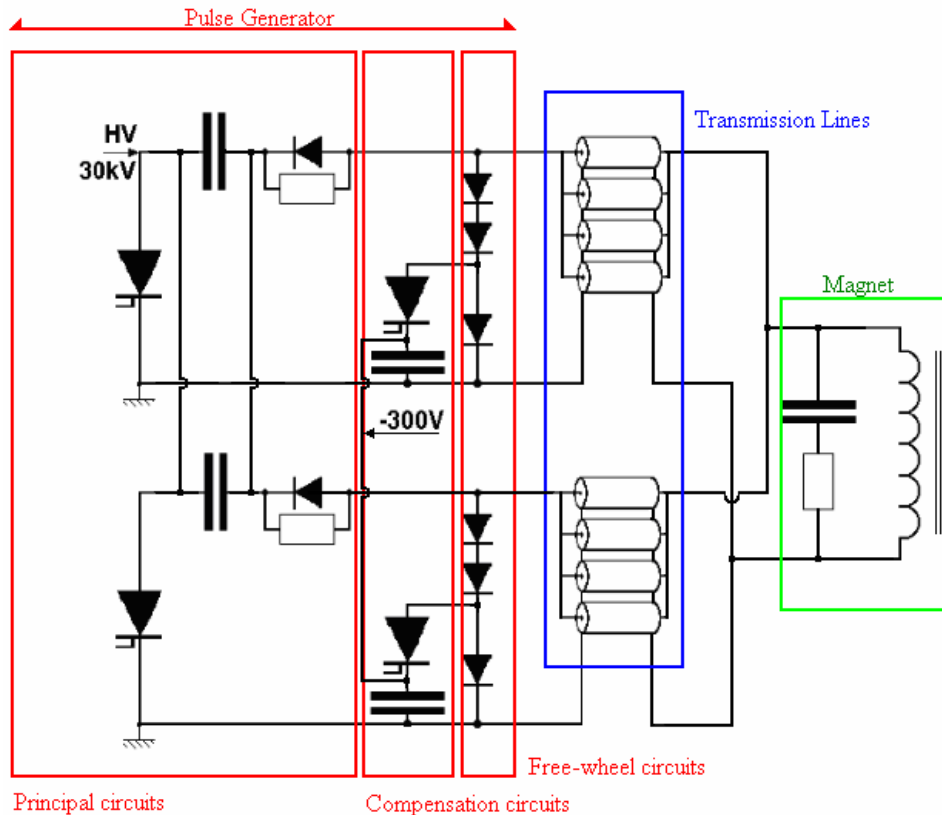 Pulse Generator
Transmission Lines
HV
30kV
Magnet
-300V
Free-wheel circuits
Principal circuits
Compensation circuits